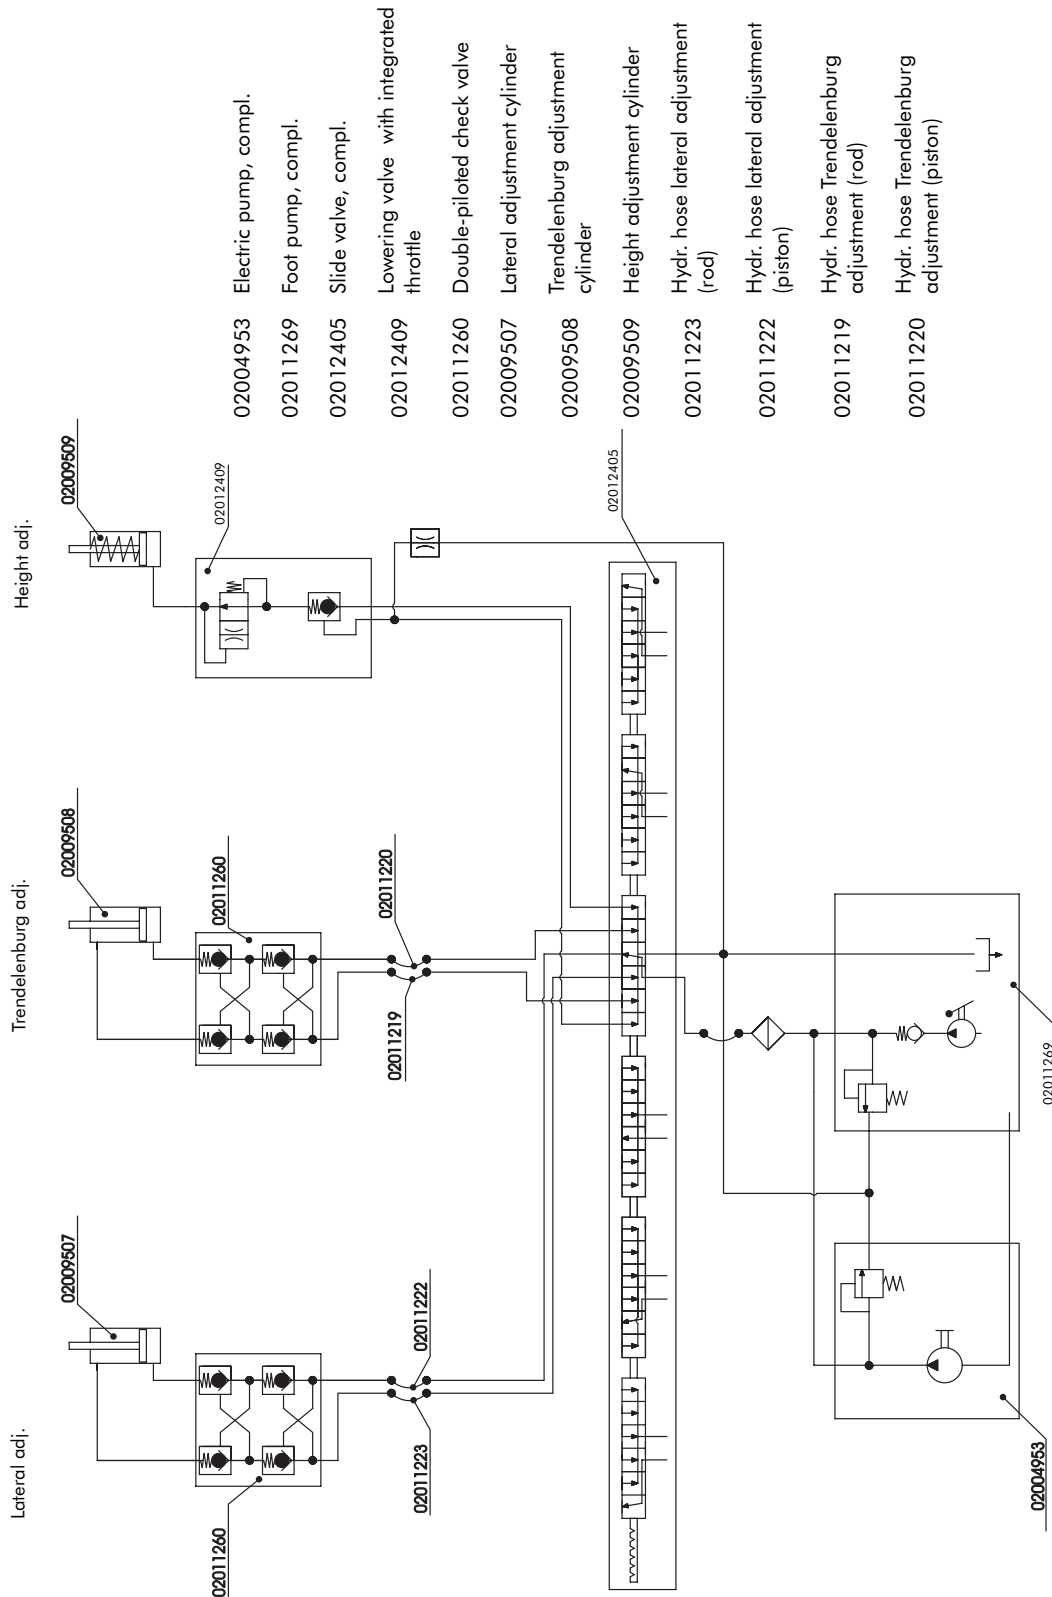 Lateral adj.
Trendelenburg adj.
Height adj.
02009507
02009508
02009509
02011260
02011260
02012409
02011223
02011222
02011219
02011220
02012405
02004953
02011269
02004953 Electric pump, compl.
02011269 Foot pump, compl.
02012405 Slide valve, compl.
02012409 Lowering valve with integrated
throttle
02011260 Double-piloted check valve
02009507 Lateral adjustment cylinder
02009508 Trendelenburg adjustment
cylinder
02009509 Height adjustment cylinder
02011223 Hydr. hose lateral adjustment
(rod)
02011222 Hydr. hose lateral adjustment
(piston)
02011219 Hydr. hose Trendelenburg
adjustment (rod)
02011220 Hydr. hose Trendelenburg
adjustment (piston)